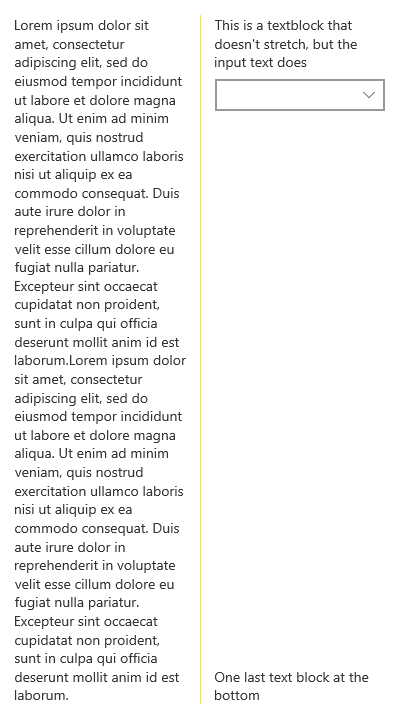 Lorem ipsum dolor sit
amet, consectetur
adipiscing elit, sed do
eiusmod tempor incididunt
ut labore et dolore magna
aliqua. Ut enim ad minim
veniam, quis nostrud
exercitation ullamco laboris
nisi ut aliquip ex ea
commodo consequat. Duis
aute irure dolor in
reprehenderit in voluptate
velit esse cillum dolore eu
fugiat nulla pariatur.
Excepteur sint occaecat
cupidatat non proident,
sunt in culpa qui officia
deserunt mollit anim id est
laborum.Lorem ipsum dolor
sit amet, consectetur
adipiscing elit, sed do
eiusmod tempor incididunt
ut labore et dolore magna
aliqua. Ut enim ad minim
veniam, quis nostrud
exercitation ullamco laboris
nisi ut aliquip ex ea
commodo consequat. Duis
aute irure dolor in
reprehenderit in voluptate
velit esse cillum dolore eu
fugiat nulla pariatur.
Excepteur sint occaecat
cupidatat non proident,
sunt in culpa qui officia
deserunt mollit anim id est
laborum.
This is a textblock that
doesn't stretch, but the
input text does
One last text block at the
bottom